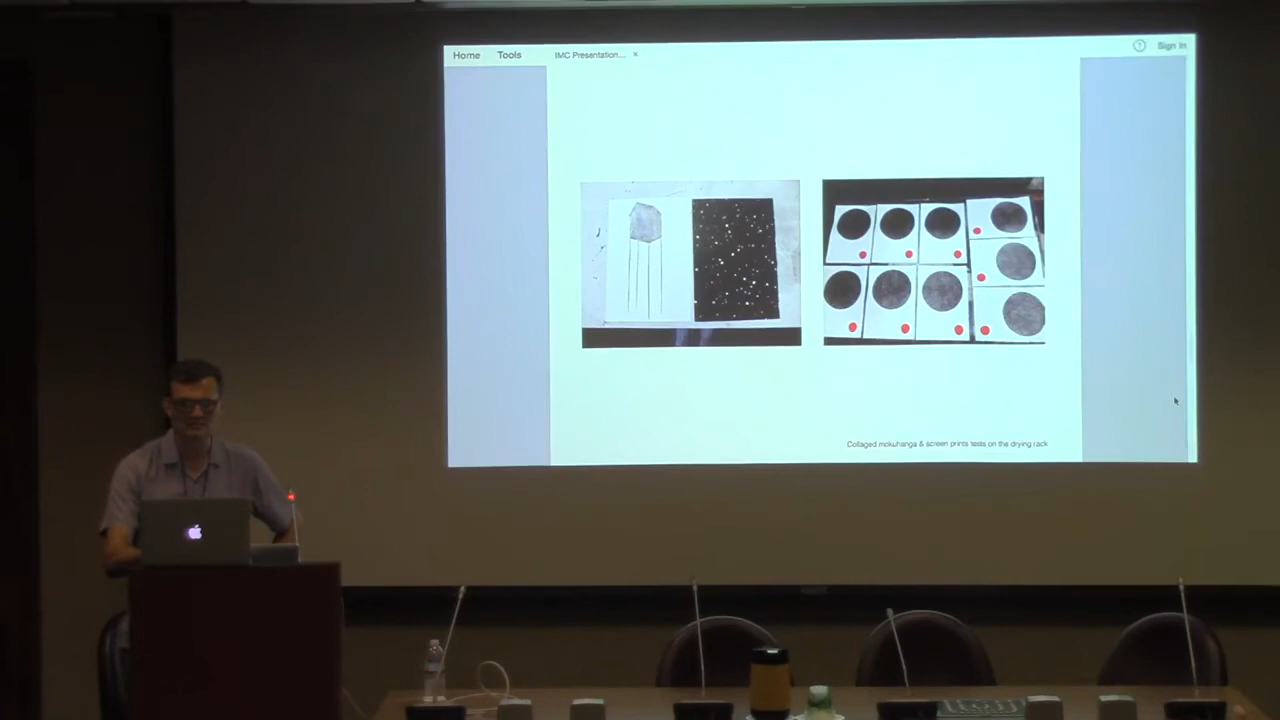 Home Tools IMC Presentation... × ? Sign In
Collaged mokuhanga & screen prints tests on the drying rack